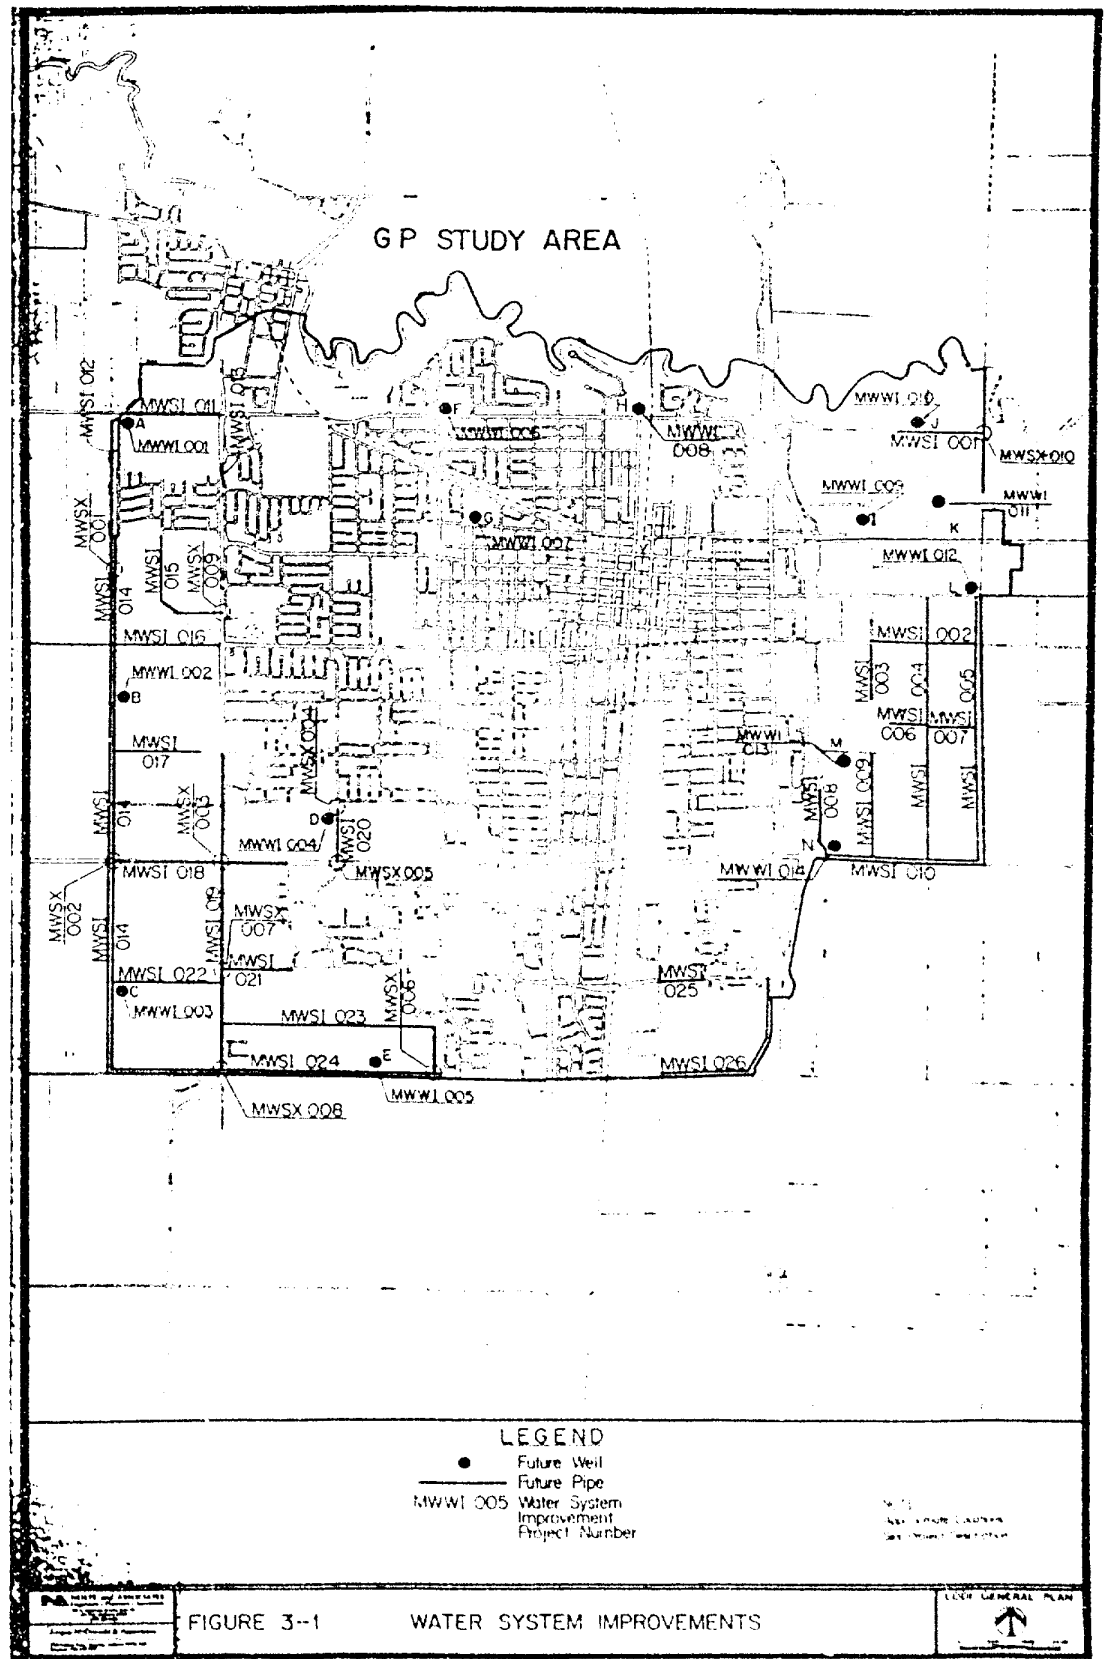 GP STUDY AREA
MWSI 012
MWSI 011
MWSI 013
A
MWWI 001
F
MWWI 006
H
MWWI
008
MWWI 010
J
MWSI 001
MWSX 010
MWSX
001
MWWI 009
I
MWWI
011
K
G
MWWI 007
MWWI 012
L
MWSI
014
MWSI
015
MWSX
009
MWSI 016
MWSI 002
MWSI
003
004
005
MWWI 002
B
MWSI
006
MWSI
007
MWSI
017
MWSX 004
MWWI
013
M
MWSI
014
MWSX
003
D
MWWI 004
MWSI
020
MWSI
008
MWSI 009
MWSI
MWSI
N
MWSI 018
MWSX 005
MWWI 014
MWSI 010
MWSX
002
MWSI
014
MWSI 019
MWSX
007
MWSI 022
MWSI
021
MWSX
006
MWSI
025
C
MWWI 003
MWSI 023
MWSI 024
E
MWSI 026
MWWI 005
MWSX 008
LEGEND
Future Well
Future Pipe
MWWI 005 Water System
Improvement
Project Number
FIGURE 3--1 WATER SYSTEM IMPROVEMENTS
LODI GENERAL PLAN